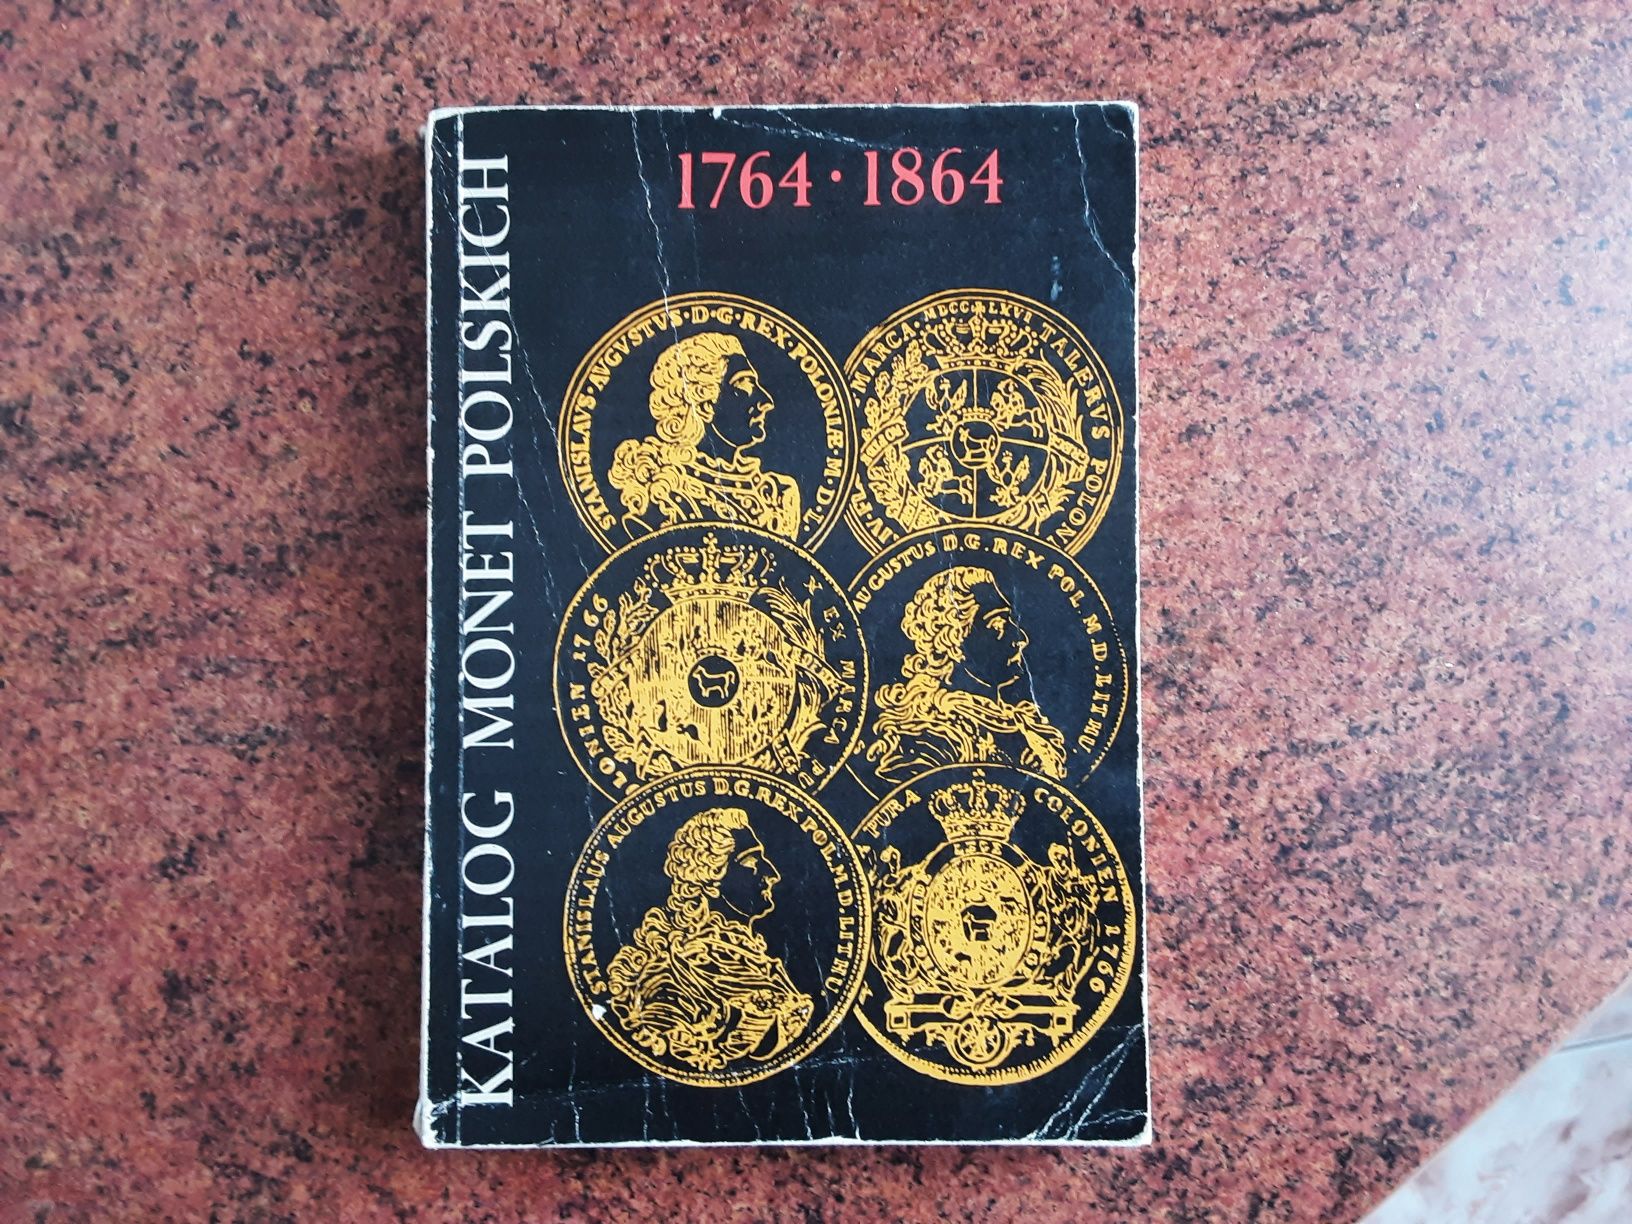 KATALOG MONET POLSKICH
1764 · 1864
STANISLAVS · AVGVSTVS · D · G · REX · POLONIÆ · M · D · L ·
MARCA · MDCCLXVI TALERVS POLON
LONIEN 1766
X EX MARCA PU
AUGUSTUS D.G. REX POL. M.D. LITHU
STANISLAUS AUGUSTUS D.G. REX POL. M.D. LITHU
PURA COLONIEN 1766